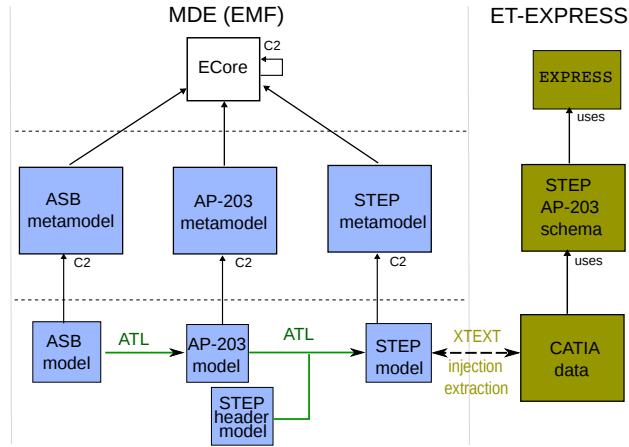 MDE (EMF)
ET-EXPRESS
C2
ECore
EXPRESS
uses
ASB
metamodel
AP-203
metamodel
STEP
metamodel
STEP
AP-203
schema
C2
C2
C2
uses
ASB
model
ATL
AP-203
model
ATL
STEP
model
XTEXT
injection
extraction
CATIA
data
STEP
header
model